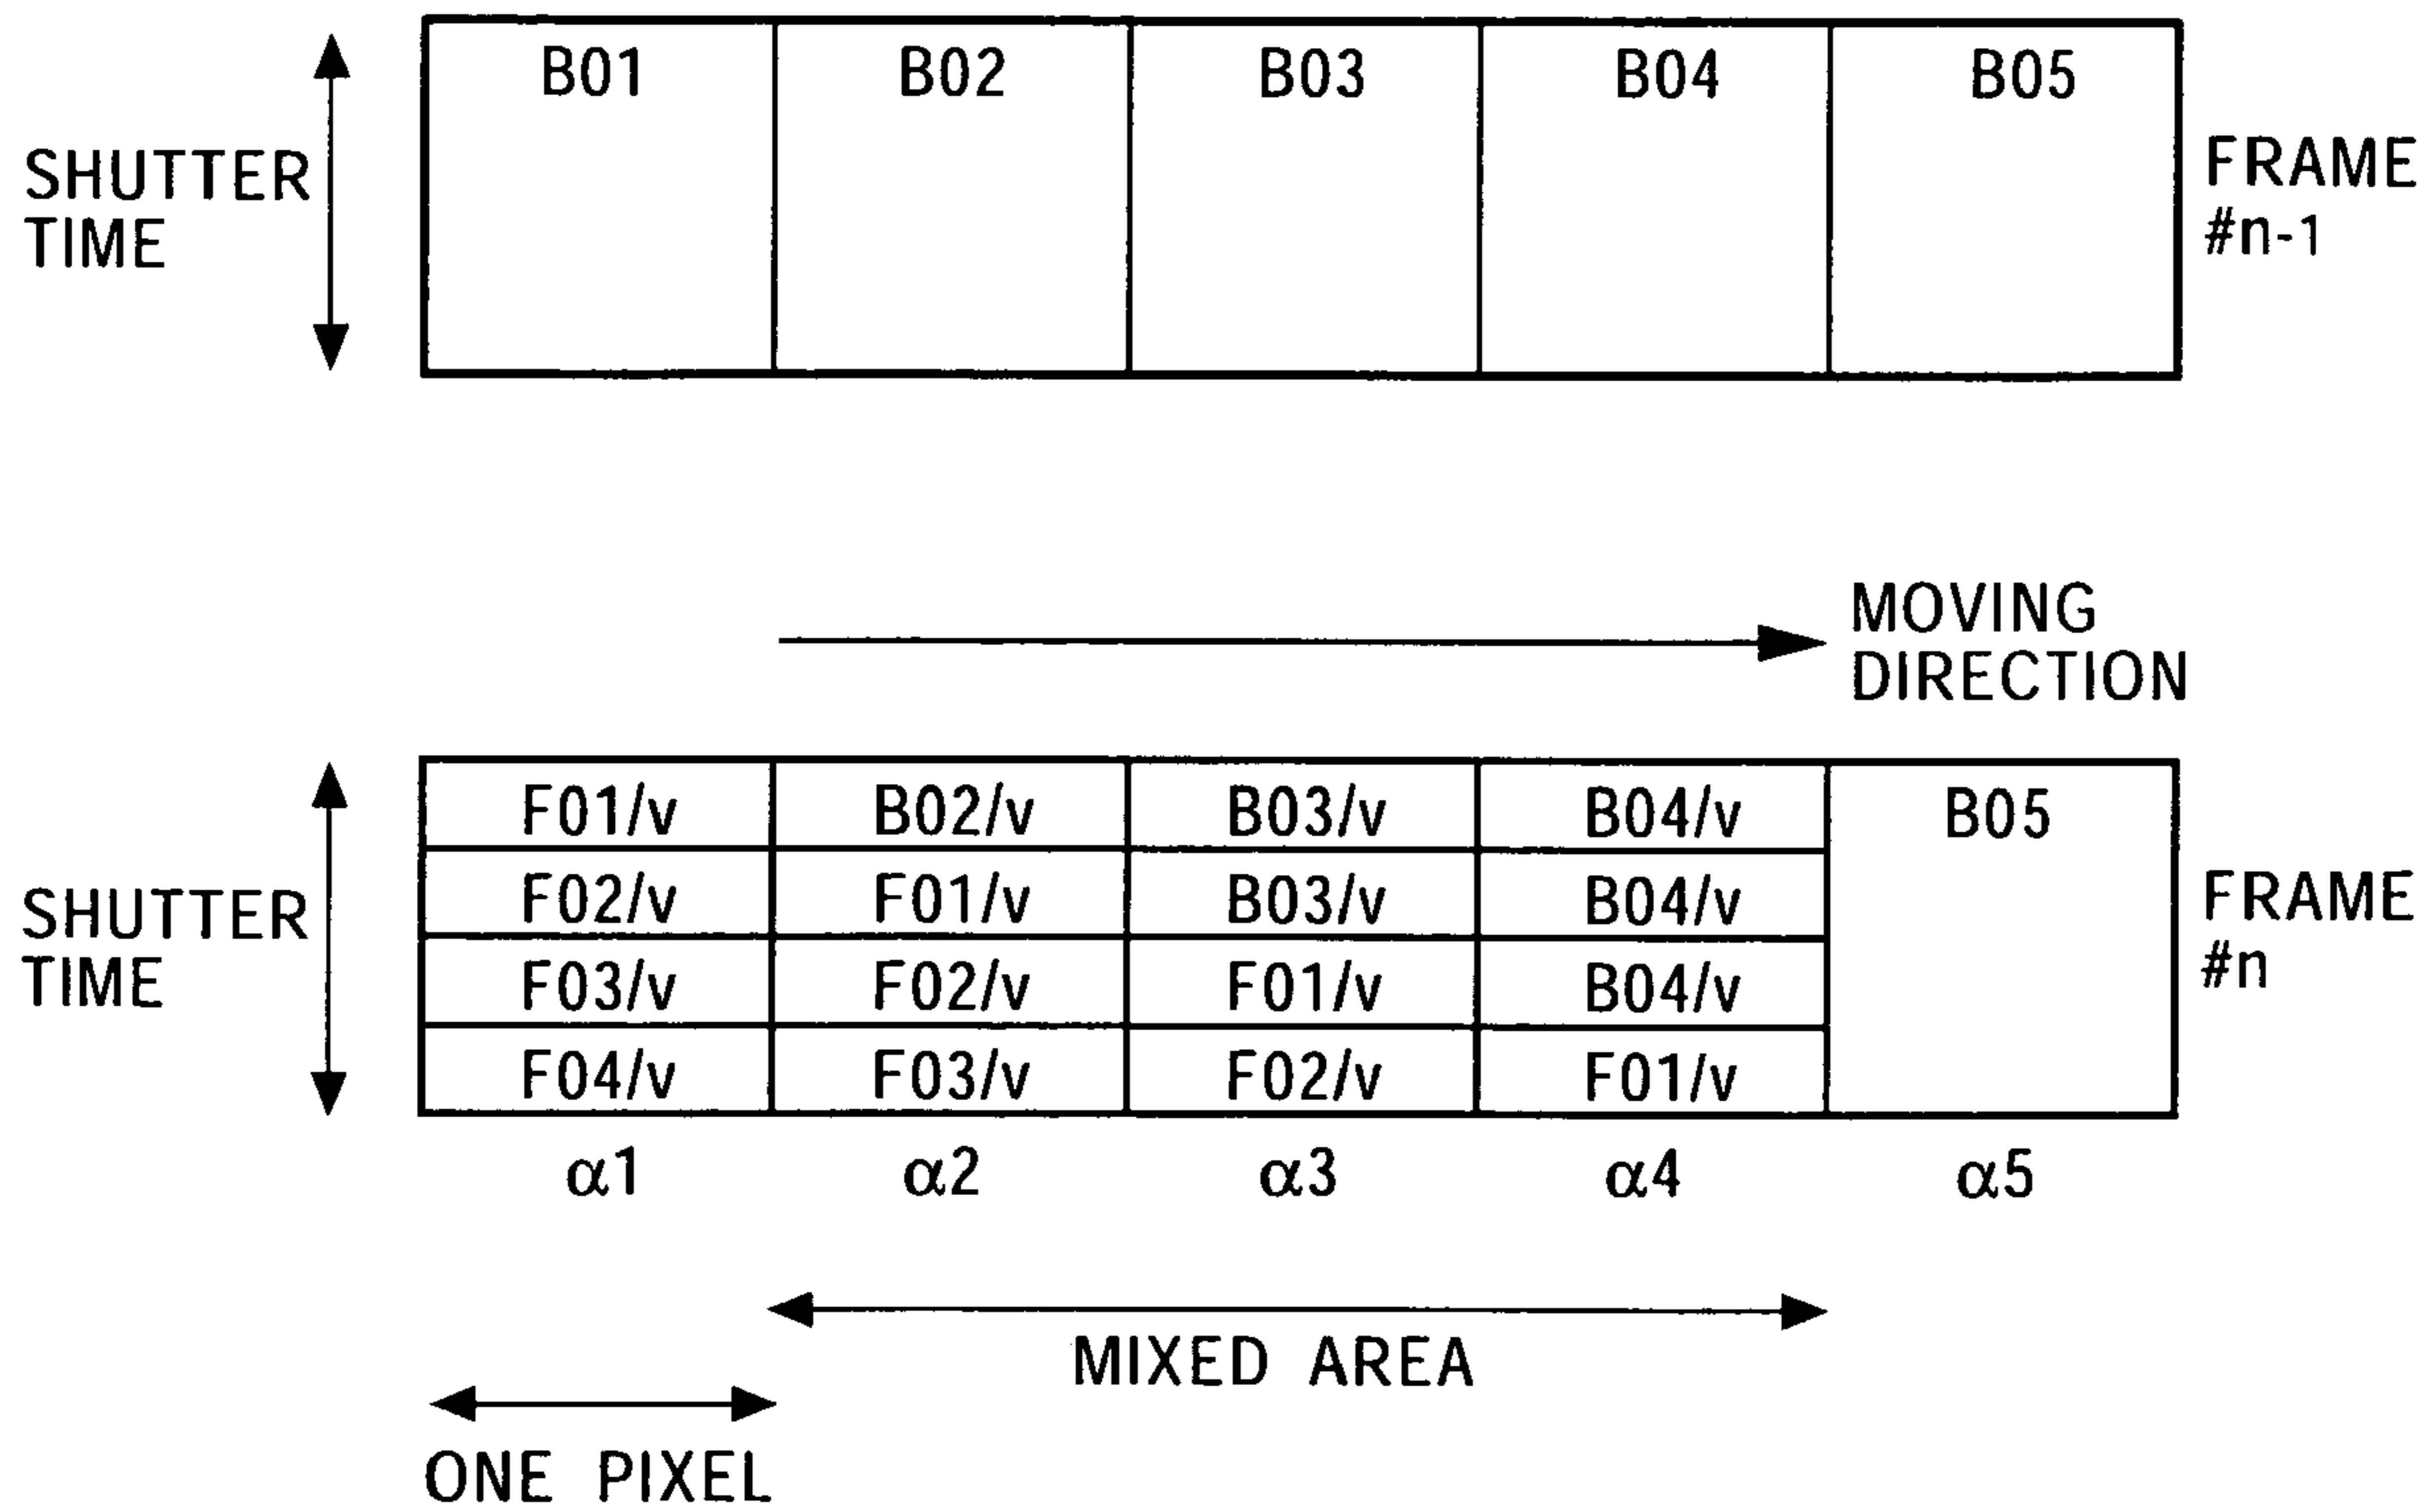 B01 B02 B03 B04 B05
SHUTTER
TIME
FRAME
#n-1
MOVING
DIRECTION
F01/v B02/v B03/v B04/v B05
F02/v F01/v B03/v B04/v
F03/v F02/v F01/v B04/v
F04/v F03/v F02/v F01/v
SHUTTER
TIME
FRAME
#n
α1 α2 α3 α4 α5
MIXED AREA
ONE PIXEL